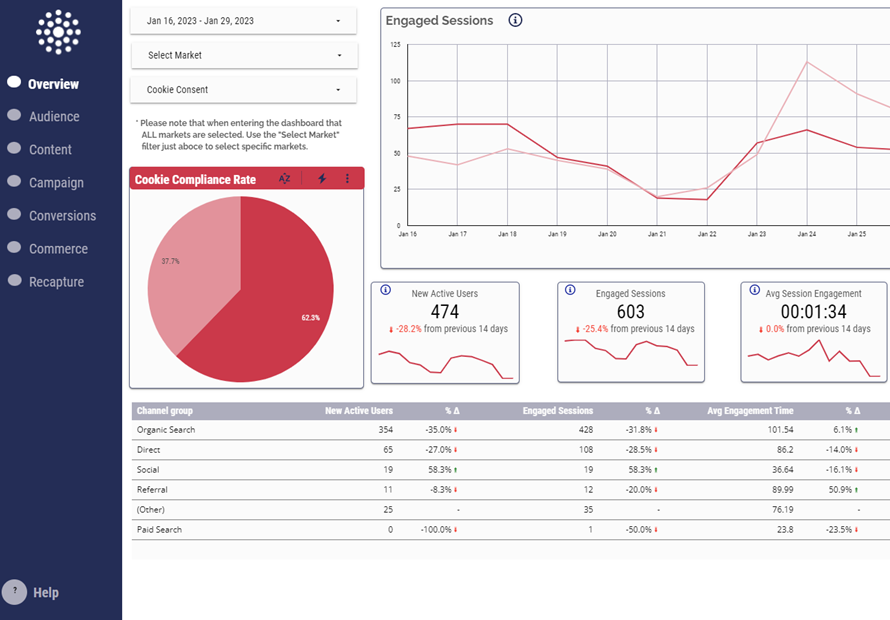 Overview
Audience
Content
Campaign
Conversions
Commerce
Recapture
? Help
Jan 16, 2023 - Jan 29, 2023
Select Market
Cookie Consent
* Please note that when entering the dashboard that
ALL markets are selected. Use the "Select Market"
filter just above to select specific markets.
Cookie Compliance Rate
37.7%
62.3%
Engaged Sessions
125
100
75
50
25
0
Jan 16 Jan 17 Jan 18 Jan 19 Jan 20 Jan 21 Jan 22 Jan 23 Jan 24 Jan 25
New Active Users
474
-28.2% from previous 14 days
Engaged Sessions
603
-25.4% from previous 14 days
Avg Session Engagement
00:01:34
0.0% from previous 14 days
Channel group New Active Users % Δ Engaged Sessions % Δ Avg Engagement Time % Δ
Organic Search 354 -35.0% 428 -31.8% 101.54 6.1%
Direct 65 -27.0% 108 -28.5% 86.2 -14.0%
Social 19 58.3% 19 58.3% 36.64 -16.1%
Referral 11 -8.3% 12 -20.0% 89.99 50.9%
(Other) 25 - 35 - 76.19 -
Paid Search 0 -100.0% 1 -50.0% 23.8 -23.5%